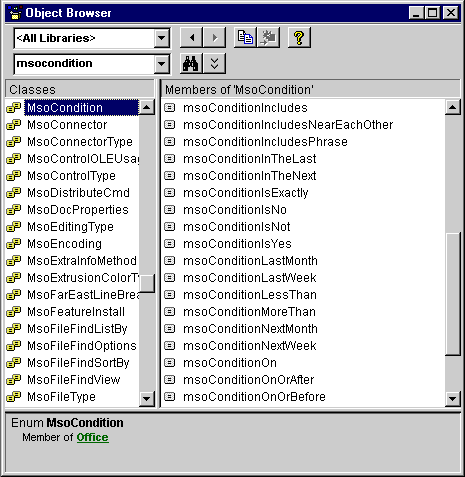 Object Browser
<All Libraries>
msocondition
Classes
MsoCondition
MsoConnector
MsoConnectorType
MsoControlOLEUsag
MsoControlType
MsoDistributeCmd
MsoDocProperties
MsoEditingType
MsoEncoding
MsoExtraInfoMethod
MsoExtrusionColorTy
MsoFarEastLineBrea
MsoFeatureInstall
MsoFileFindListBy
MsoFileFindOptions
MsoFileFindSortBy
MsoFileFindView
MsoFileType
Members of 'MsoCondition'
msoConditionIncludes
msoConditionIncludesNearEachOther
msoConditionIncludesPhrase
msoConditionInTheLast
msoConditionInTheNext
msoConditionIsExactly
msoConditionIsNo
msoConditionIsNot
msoConditionIsYes
msoConditionLastMonth
msoConditionLastWeek
msoConditionLessThan
msoConditionMoreThan
msoConditionNextMonth
msoConditionNextWeek
msoConditionOn
msoConditionOnOrAfter
msoConditionOnOrBefore
Enum MsoCondition
Member of Office